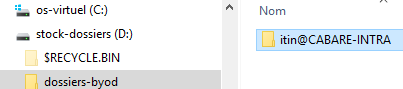 os-virtuel (C:)
stock-dossiers (D:)
$RECYCLE.BIN
dossiers-byod
Nom
itin@CABARE-INTRA